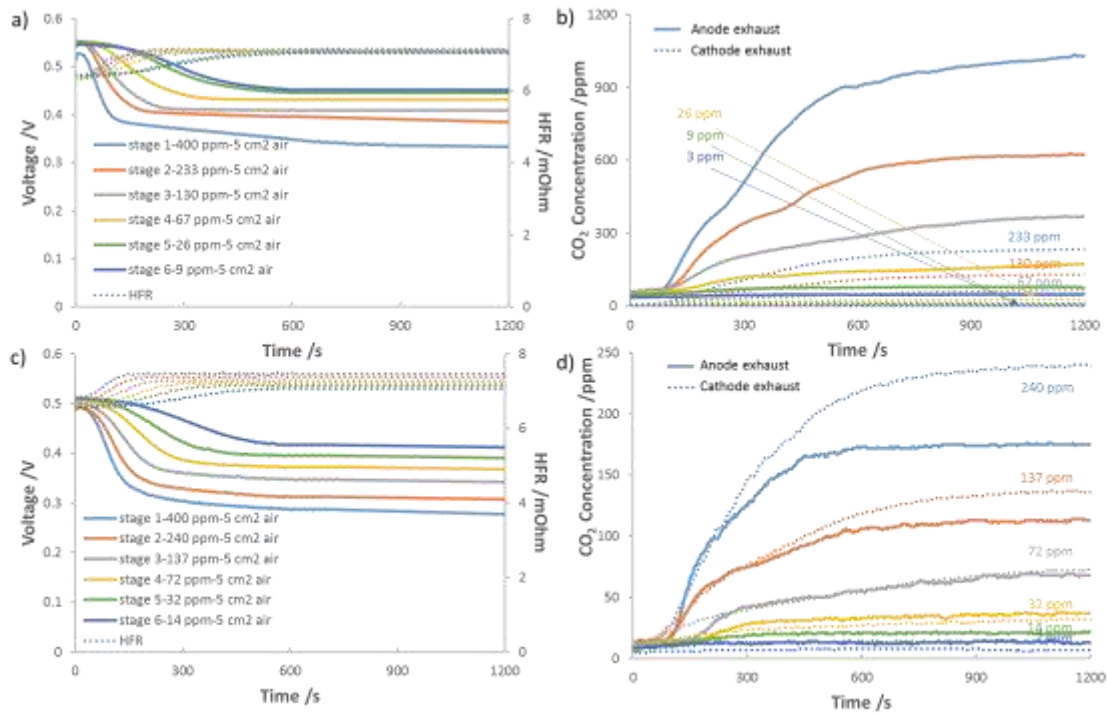 a)
0.6
0.5
0.4
0.3
0.2
0.1
0
Voltage /V
8
6
4
2
0
HFR /mOhm
stage 1-400 ppm-5 cm2 air
stage 2-233 ppm-5 cm2 air
stage 3-130 ppm-5 cm2 air
stage 4-67 ppm-5 cm2 air
stage 5-26 ppm-5 cm2 air
stage 6-9 ppm-5 cm2 air
HFR
0 300 600 900 1200
Time /s
b)
1200
900
600
300
0
CO2 Concentration /ppm
Anode exhaust
Cathode exhaust
26 ppm
9 ppm
3 ppm
233 ppm
130 ppm
67 ppm
0 300 600 900 1200
Time /s
c)
0.6
0.5
0.4
0.3
0.2
0.1
0
Voltage /V
8
6
4
2
0
HFR /mOhm
stage 1-400 ppm-5 cm2 air
stage 2-240 ppm-5 cm2 air
stage 3-137 ppm-5 cm2 air
stage 4-72 ppm-5 cm2 air
stage 5-32 ppm-5 cm2 air
stage 6-14 ppm-5 cm2 air
HFR
0 300 600 900 1200
Time /s
d)
250
200
150
100
50
0
CO2 Concentration /ppm
Anode exhaust
Cathode exhaust
240 ppm
137 ppm
72 ppm
32 ppm
14 ppm
0 300 600 900 1200
Time /s